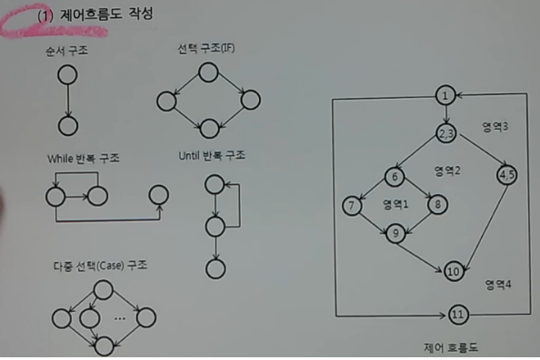 (1) 제어흐름도 작성
순서 구조
선택 구조(IF)
While 반복 구조
Until 반복 구조
다중 선택(Case) 구조
...
1
2,3
영역3
6
영역2
4,5
7
영역1
8
9
10
영역4
11
제어 흐름도